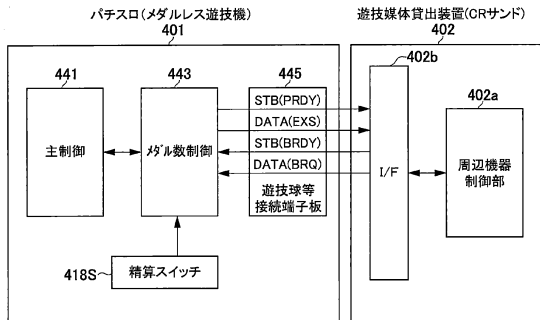 パチスロ(メダルレス遊技機)
401
遊技媒体貸出装置(CRサンド)
402
441
主制御
443
メダル数制御
445
STB(PRDY)
DATA(EXS)
STB(BRDY)
DATA(BRQ)
遊技球等
接続端子板
402b
I/F
402a
周辺機器
制御部
418S
精算スイッチ